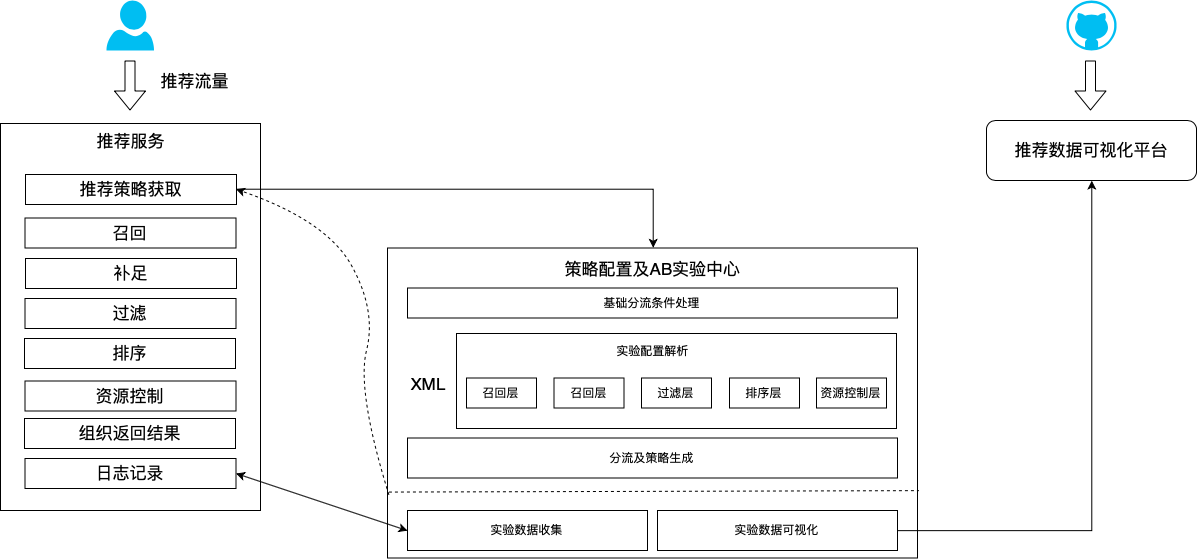 推荐流量
推荐服务
推荐策略获取
召回
补足
过滤
排序
资源控制
组织返回结果
日志记录
策略配置及AB实验中心
基础分流条件处理
XML
实验配置解析
召回层
召回层
过滤层
排序层
资源控制层
分流及策略生成
实验数据收集
实验数据可视化
推荐数据可视化平台